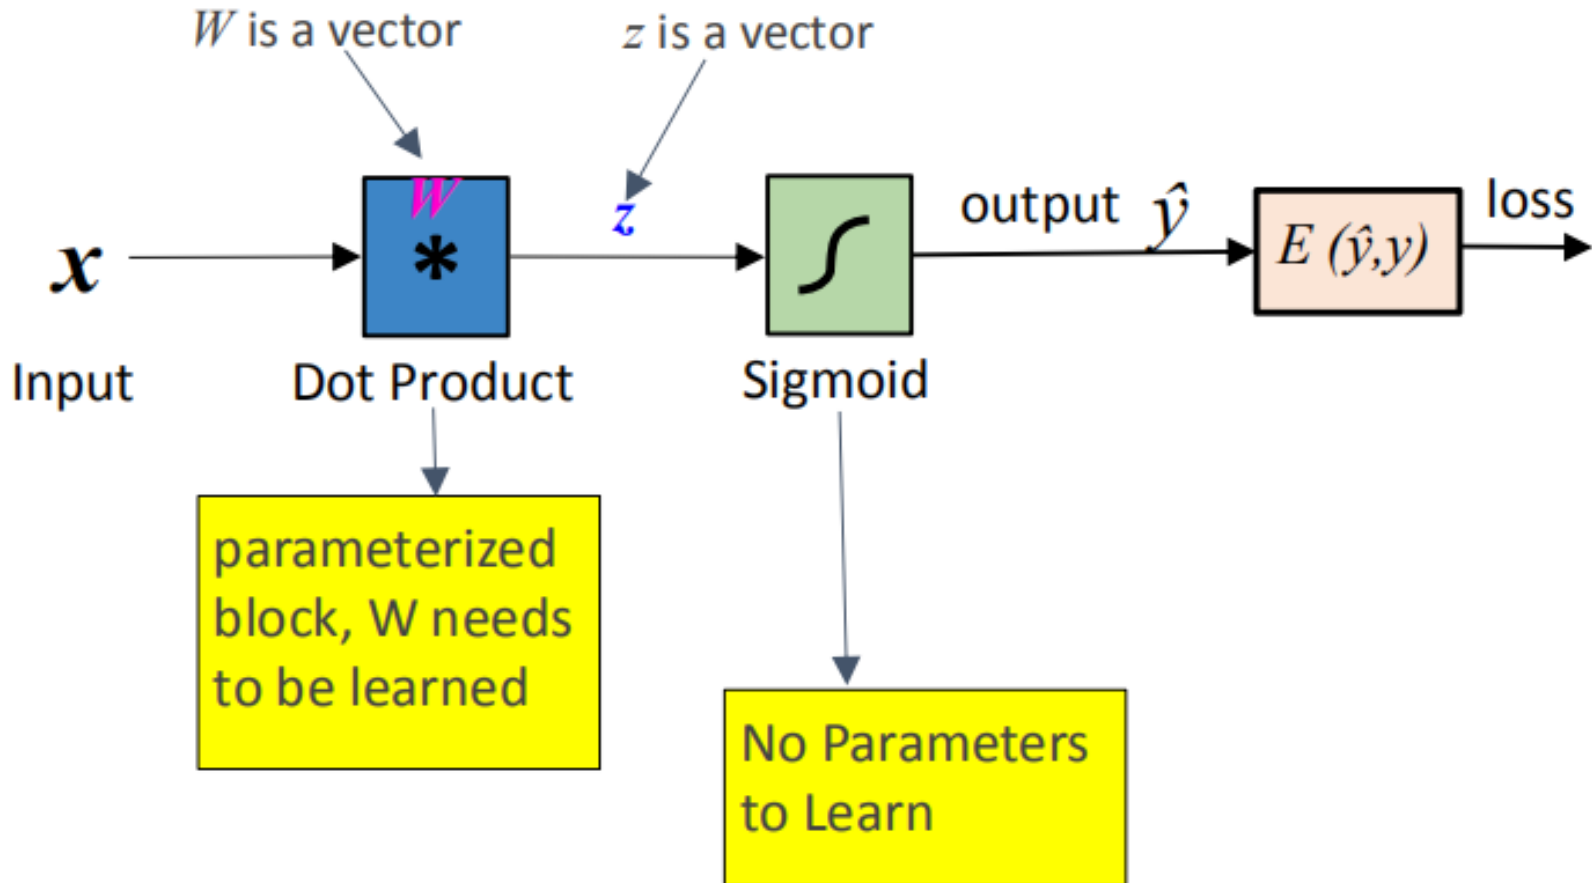 W is a vector
z is a vector
W
*
z
x
output ŷ
E (ŷ,y)
loss
Input
Dot Product
Sigmoid
parameterized
block, W needs
to be learned
No Parameters
to Learn